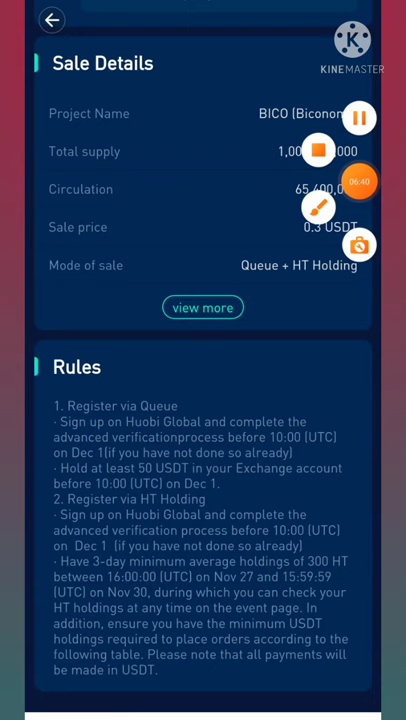 K
KINEMASTER
Sale Details
Project Name BICO (Bicono
Total supply 1,00 000
06:40
Circulation 65,400,0
Sale price 0.3 USDT
Mode of sale Queue + HT Holding
view more
Rules
1. Register via Queue
· Sign up on Huobi Global and complete the
advanced verificationprocess before 10:00 (UTC)
on Dec 1(if you have not done so already)
· Hold at least 50 USDT in your Exchange account
before 10:00 (UTC) on Dec 1.
2. Register via HT Holding
· Sign up on Huobi Global and complete the
advanced verification process before 10:00 (UTC)
on Dec 1 (if you have not done so already)
· Have 3-day minimum average holdings of 300 HT
between 16:00:00 (UTC) on Nov 27 and 15:59:59
(UTC) on Nov 30, during which you can check your
HT holdings at any time on the event page. In
addition, ensure you have the minimum USDT
holdings required to place orders according to the
following table. Please note that all payments will
be made in USDT.